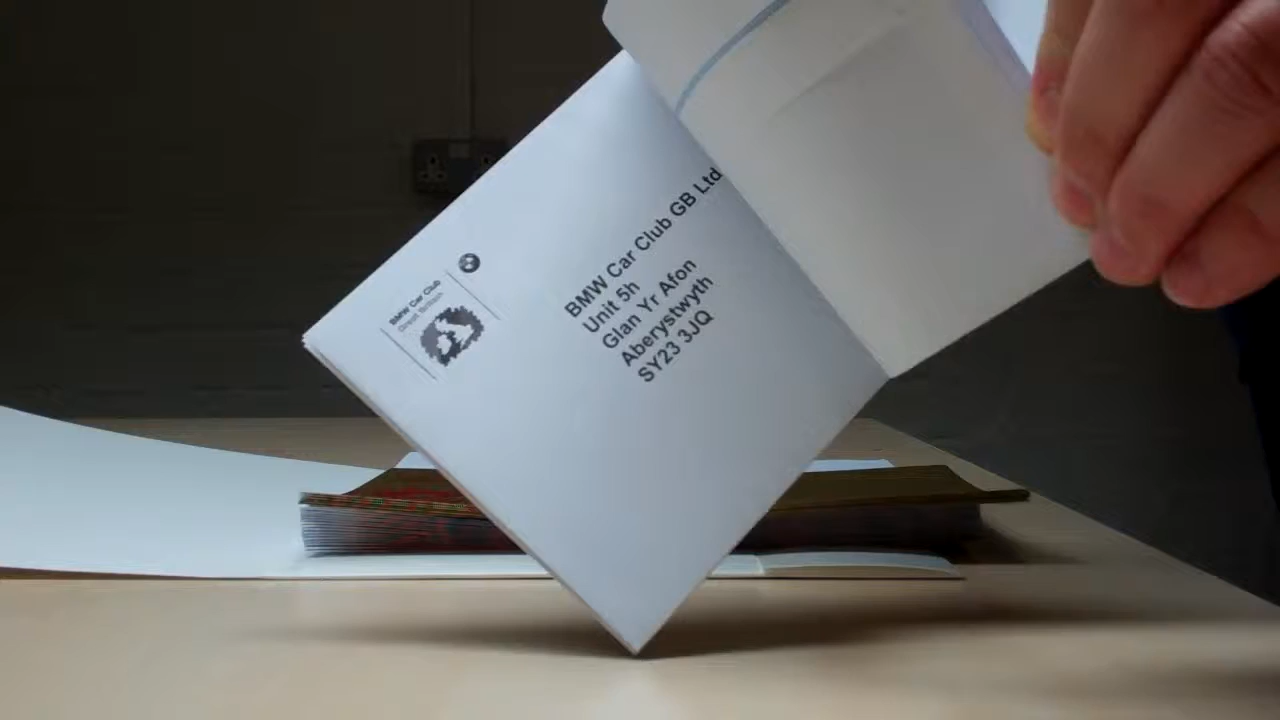 BMW Car Club
Great Britain
BMW Car Club GB Ltd
Unit 5h
Glan Yr Afon
Aberystwyth
SY23 3JQ